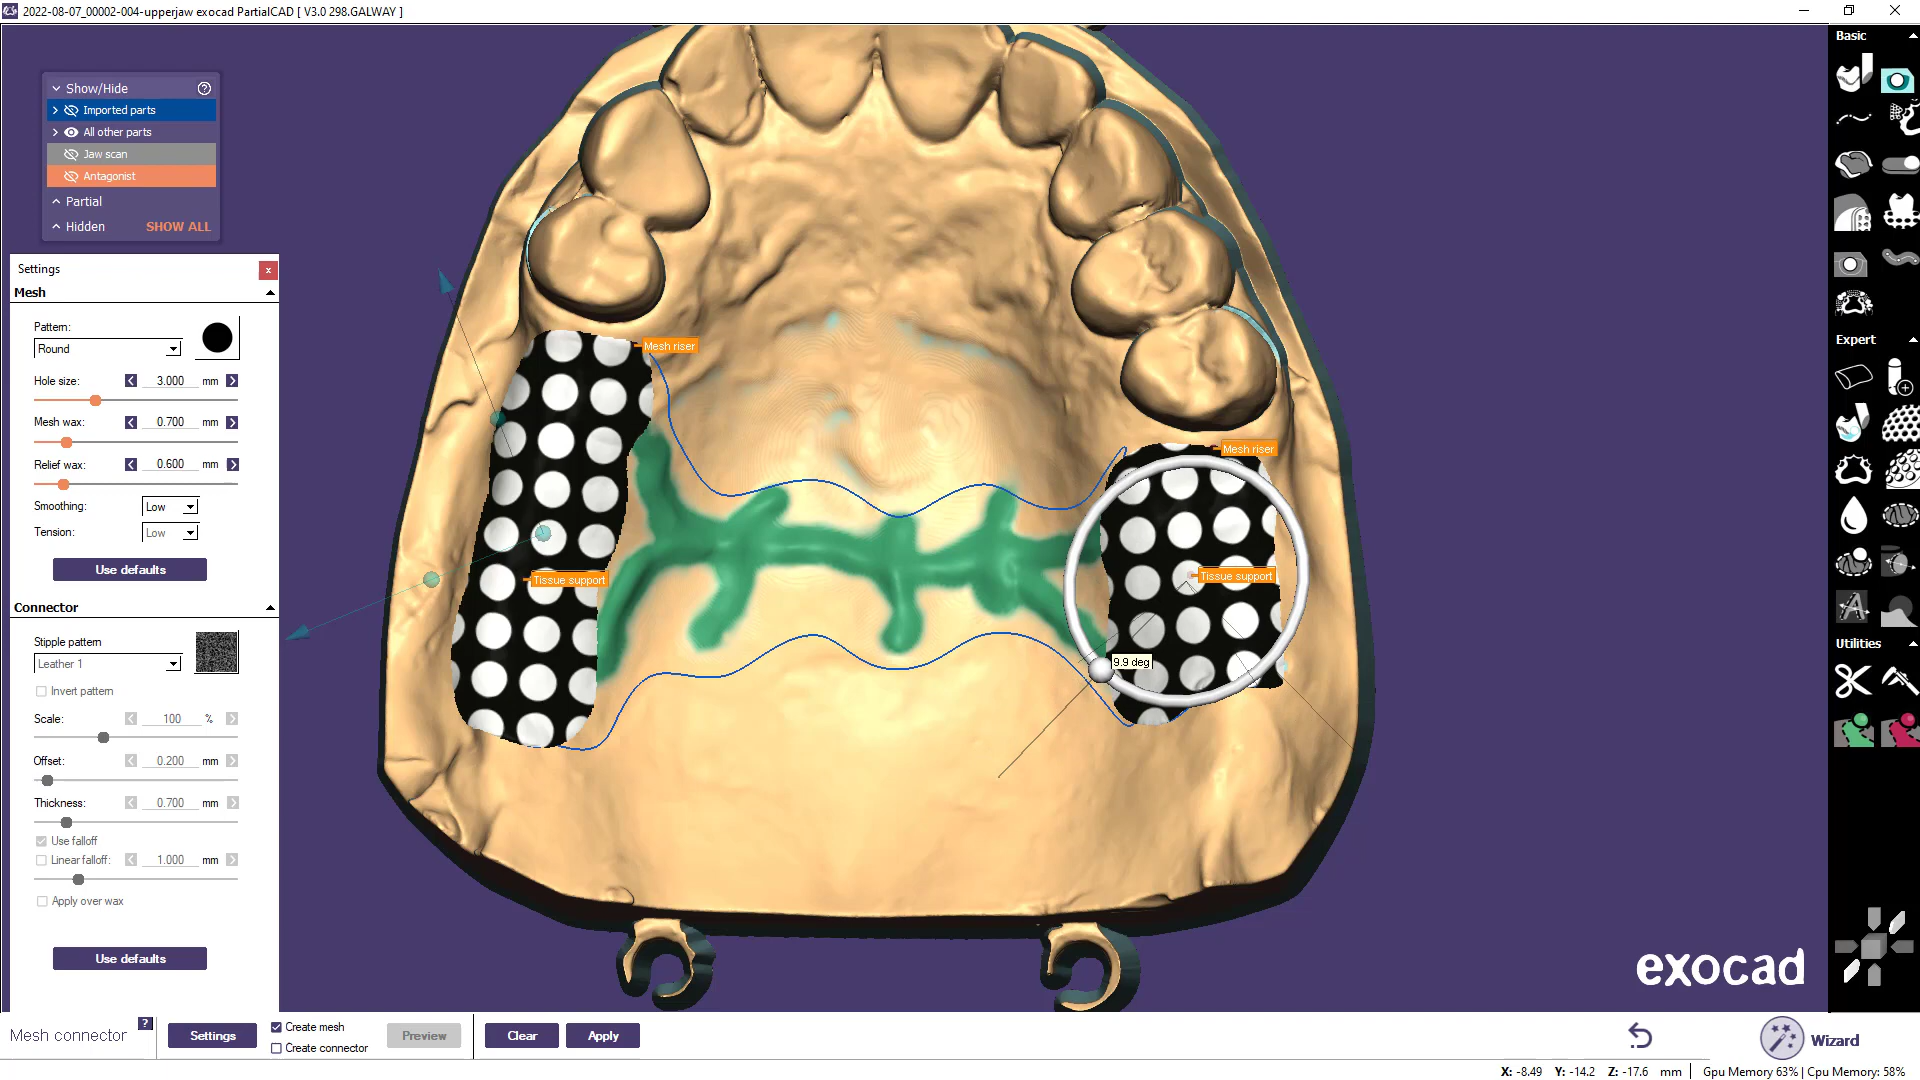 2022-08-07_00002-004-upperjaw exocad PartialCAD [ V3.0 298.GALWAY ]
Show/Hide
Imported parts
All other parts
Jaw scan
Antagonist
Partial
Hidden SHOW ALL
Settings
Mesh
Pattern:
Round
Hole size: 3.000 mm
Mesh wax: 0.700 mm
Relief wax: 0.600 mm
Smoothing: Low
Tension: Low
Use defaults
Connector
Stipple pattern
Leather 1
Invert pattern
Scale: 100 %
Offset: 0.200 mm
Thickness: 0.700 mm
Use falloff
Linear falloff: 1.000 mm
Apply over wax
Use defaults
Mesh riser
Tissue support
Mesh riser
Tissue support
9.9 deg
Basic
Expert
Utilities
exocad
Mesh connector ?
Settings
Create mesh
Create connector
Preview
Clear
Apply
Wizard
X: -8.49 Y: -14.2 Z: -17.6 mm
Gpu Memory 63% | Cpu Memory: 58%